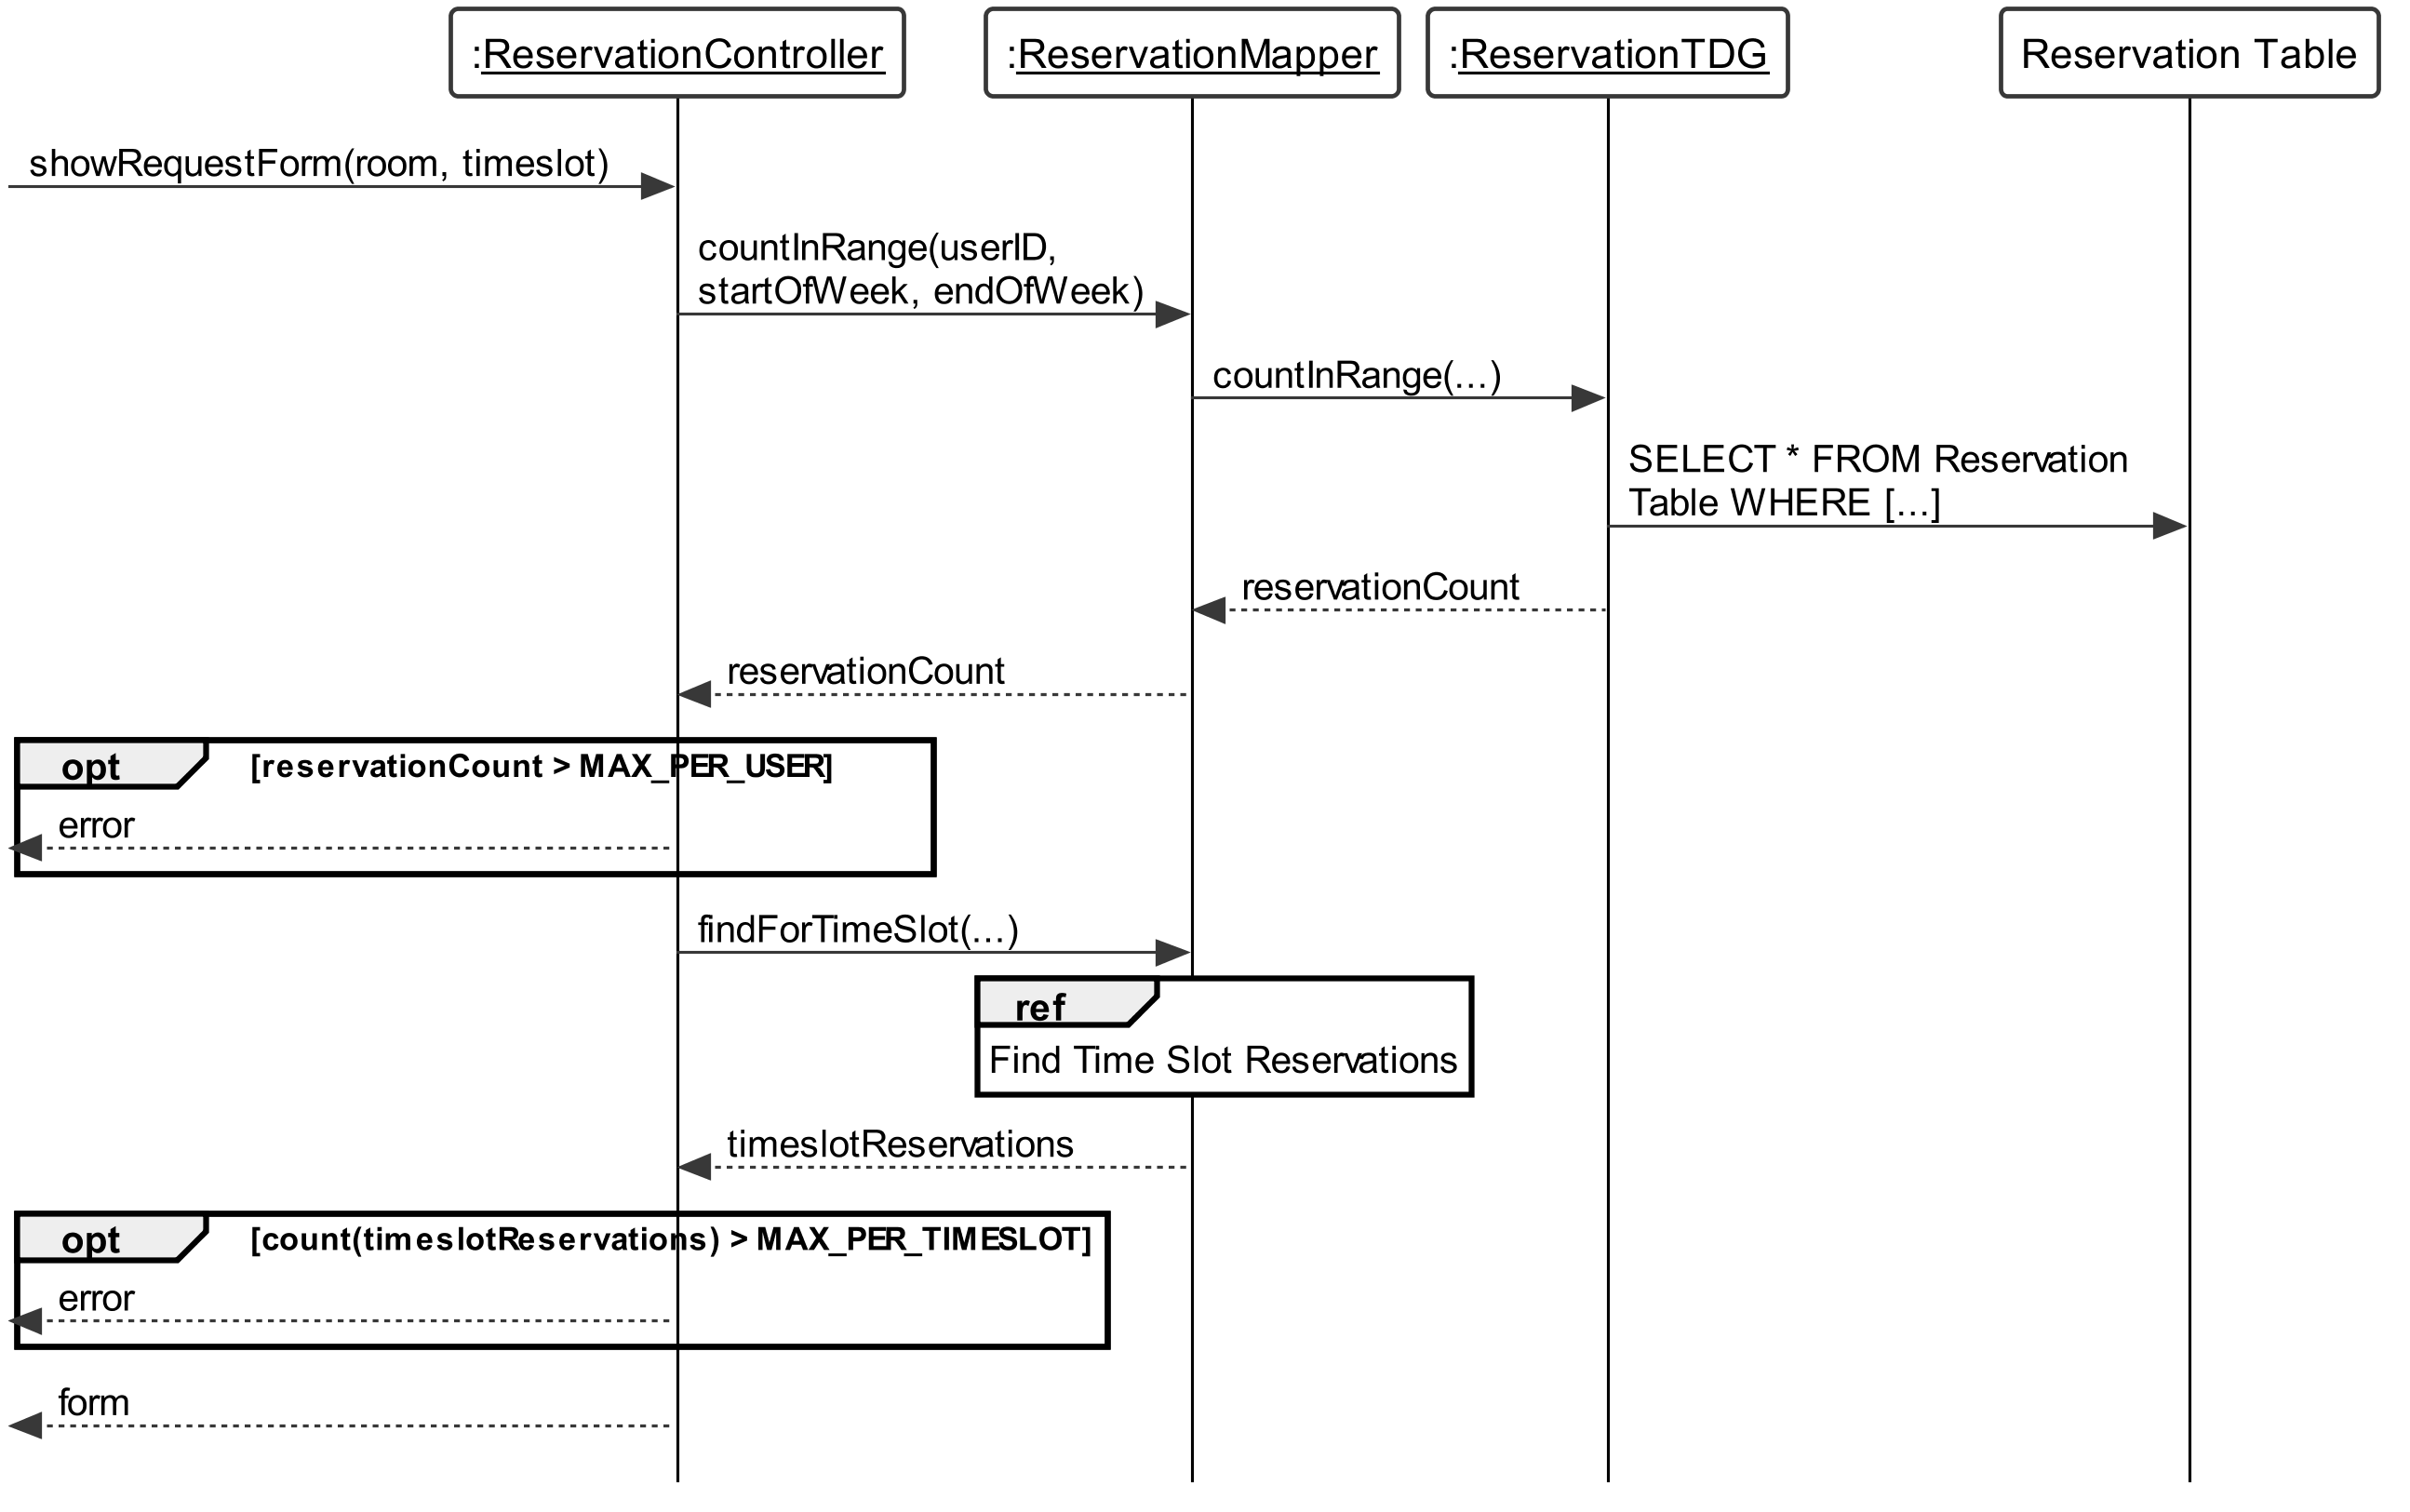 :ReservationController
:ReservationMapper
:ReservationTDG
Reservation Table
showRequestForm(room, timeslot)
countInRange(userID,
startOfWeek, endOfWeek)
countInRange(...)
SELECT * FROM Reservation
Table WHERE [...]
reservationCount
reservationCount
opt
[reservationCount > MAX_PER_USER]
error
findForTimeSlot(...)
ref
Find Time Slot Reservations
timeslotReservations
opt
[count(timeslotReservations) > MAX_PER_TIMESLOT]
error
form